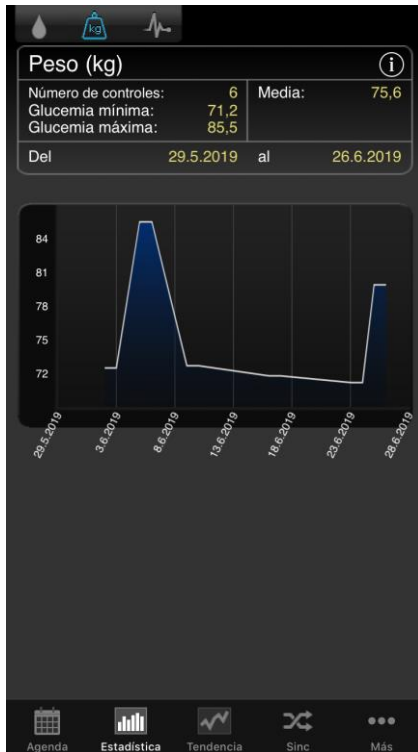 kg
Peso (kg) i
Número de controles: 6 Media: 75,6
Glucemia mínima: 71,2
Glucemia máxima: 85,5
Del 29.5.2019 al 26.6.2019
84
81
78
75
72
29.5.2019 3.6.2019 8.6.2019 13.6.2019 18.6.2019 23.6.2019 28.6.2019
Agenda Estadística Tendencia Sinc Más